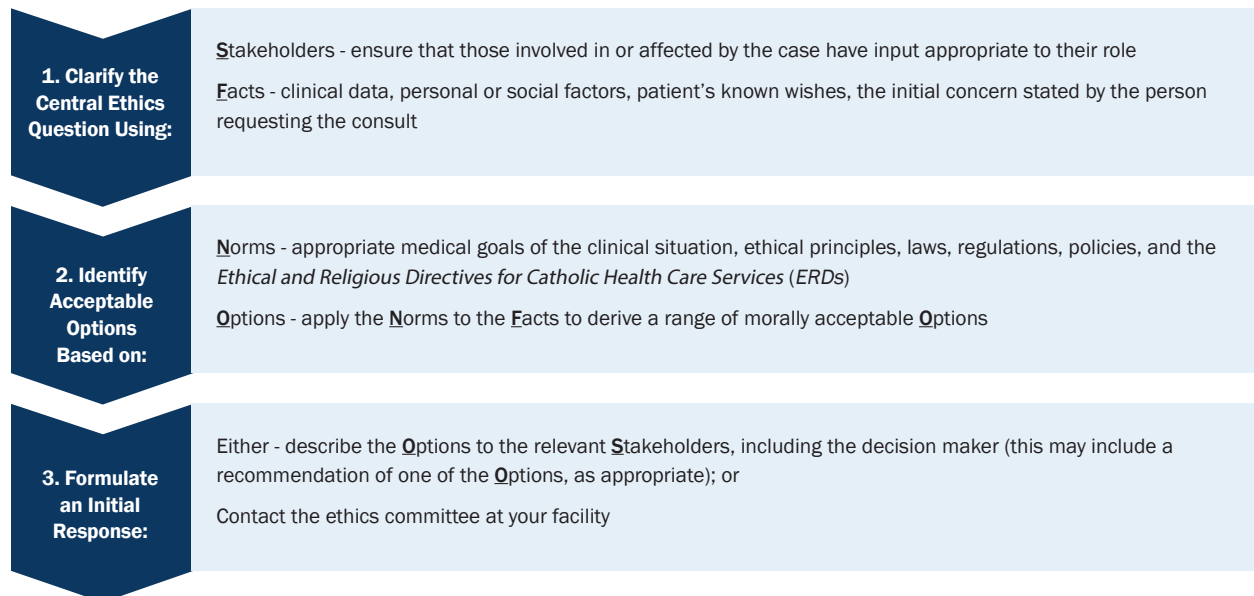 1. Clarify the
Central Ethics
Question Using:
Stakeholders - ensure that those involved in or affected by the case have input appropriate to their role
Facts - clinical data, personal or social factors, patient's known wishes, the initial concern stated by the person
requesting the consult
2. Identify
Acceptable
Options
Based on:
Norms - appropriate medical goals of the clinical situation, ethical principles, laws, regulations, policies, and the
Ethical and Religious Directives for Catholic Health Care Services (ERDs)
Options - apply the Norms to the Facts to derive a range of morally acceptable Options
3. Formulate
an Initial
Response:
Either - describe the Options to the relevant Stakeholders, including the decision maker (this may include a
recommendation of one of the Options, as appropriate); or
Contact the ethics committee at your facility